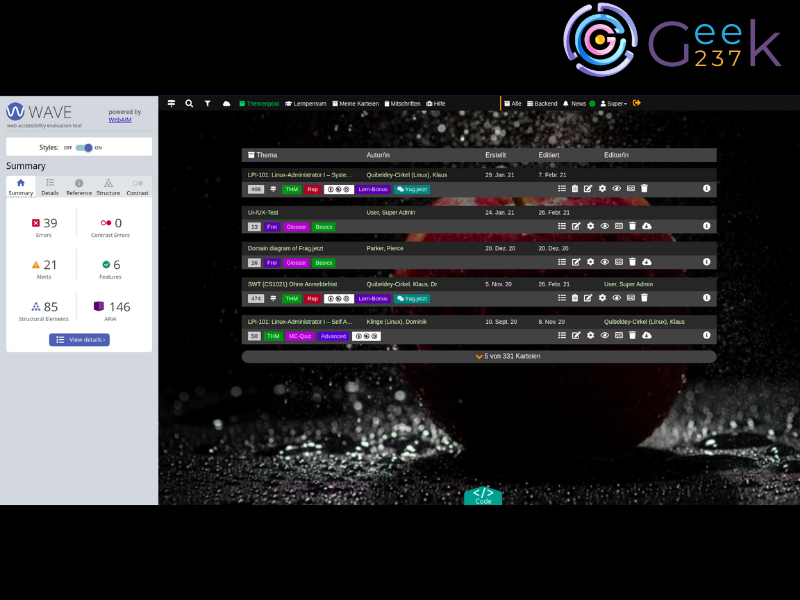 Geek
237
WAVE
powered by
WebAIM
web accessibility evaluation tool
Styles: OFF ON
Summary
Summary Details Reference Structure Contrast
39
Errors
0
Contrast Errors
21
Alerts
6
Features
85
Structural Elements
146
ARIA
View details ›
Themenpool Lernpensum Meine Karteien Mitschriften Hilfe Alle Backend News Super
Thema Autor/in Erstellt Editiert Editor/in
LPI-101: Linux-Administrator I – Syste... Quibeldey-Cirkel (Linux), Klaus 29. Jan. 21 7. Febr. 21
408 THM Rep Lern-Bonus frag.jetzt
UI-/UX-Test User, Super Admin 24. Jan. 21 26. Febr. 21
13 Frei Glossar Basics
Domain diagram of Frag.jetzt Parker, Pierce 20. Dez. 20 20. Dez. 20
16 Frei Glossar Basics
SWT (CS1021) Ohne Anmeldefrist Quibeldey-Cirkel, Klaus, Dr. 5. Nov. 20 26. Febr. 21 User, Super Admin
474 THM Rep Lern-Bonus frag.jetzt
LPI-101: Linux-Administrator I – Self A... Klinge (Linux), Dominik 10. Sept. 20 8. Nov. 20 Quibeldey-Cirkel (Linux), Klaus
50 THM MC-Quiz Advanced
5 von 331 Karteien
</>
Code